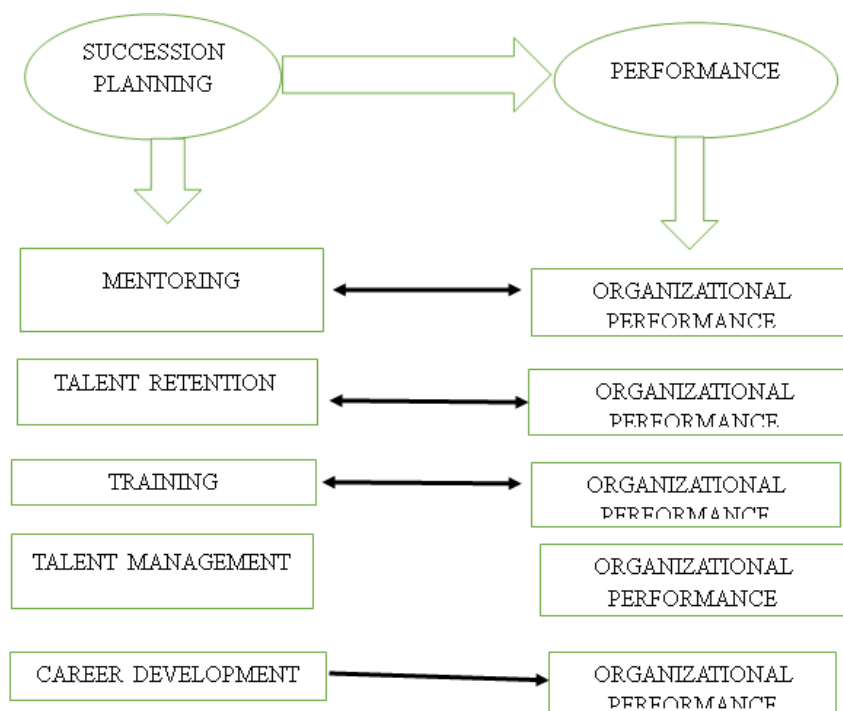 SUCCESSION
PLANNING
PERFORMANCE
MENTORING
ORGANIZATIONAL
PERFORMANCE
TALENT RETENTION
ORGANIZATIONAL
PERFORMANCE
TRAINING
ORGANIZATIONAL
PERFORMANCE
TALENT MANAGEMENT
ORGANIZATIONAL
PERFORMANCE
CAREER DEVELOPMENT
ORGANIZATIONAL
PERFORMANCE